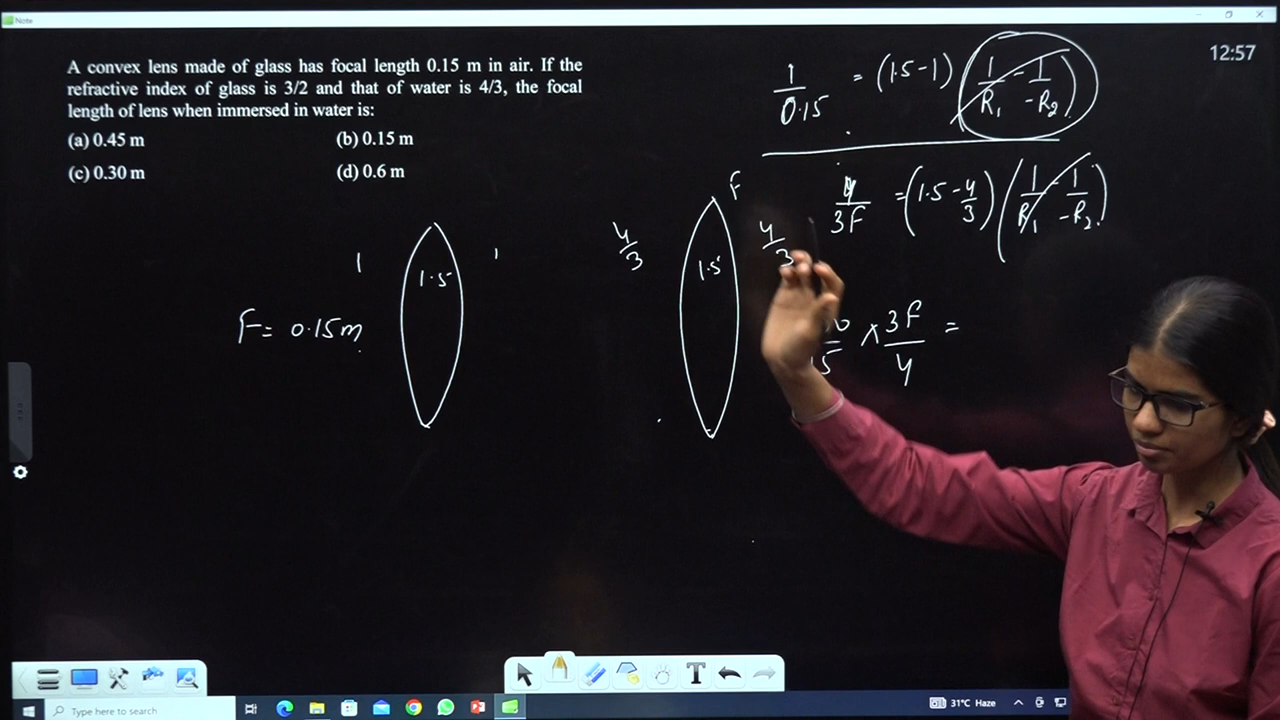 Note
12:57
A convex lens made of glass has focal length 0.15 m in air. If the
refractive index of glass is 3/2 and that of water is 4/3, the focal
length of lens when immersed in water is:
(a) 0.45 m (b) 0.15 m
(c) 0.30 m (d) 0.6 m
1/0.15 = (1.5-1) (1/R₁ - 1/-R₂)
4/3F = (1.5-4/3) (1/R₁ - 1/-R₂)
F
1 1.5 1
4/3 1.5 4/3
F = 0.15m
× 3F/4 =
T
Type here to search
31°C Haze